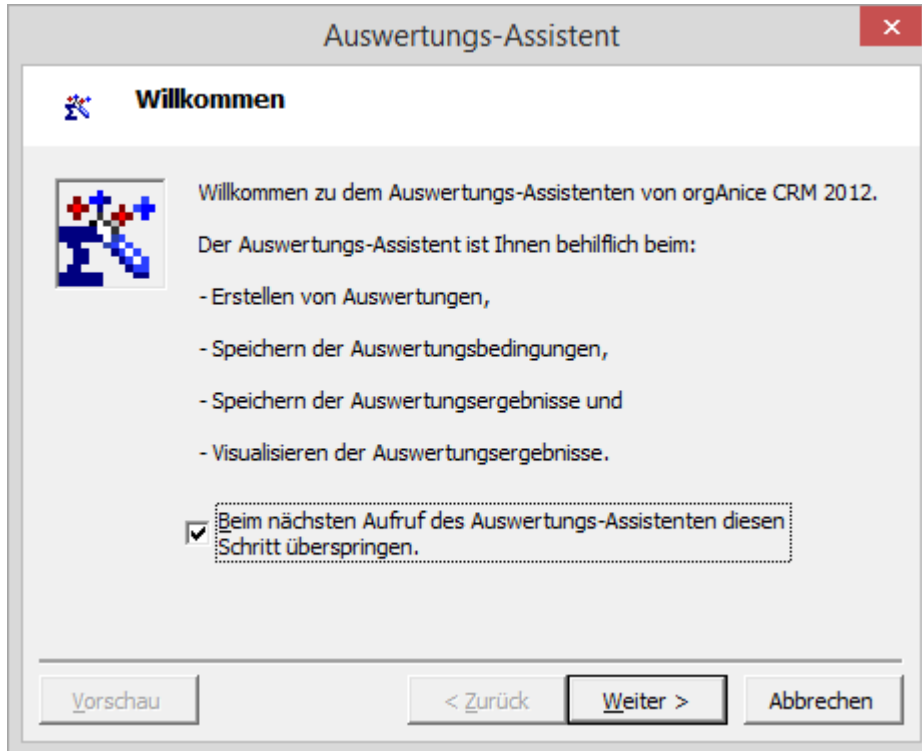 Auswertungs-Assistent
Willkommen
Willkommen zu dem Auswertungs-Assistenten von orgAnice CRM 2012.
Der Auswertungs-Assistent ist Ihnen behilflich beim:
- Erstellen von Auswertungen,
- Speichern der Auswertungsbedingungen,
- Speichern der Auswertungsergebnisse und
- Visualisieren der Auswertungsergebnisse.
Beim nächsten Aufruf des Auswertungs-Assistenten diesen
Schritt überspringen.
Vorschau < Zurück Weiter > Abbrechen